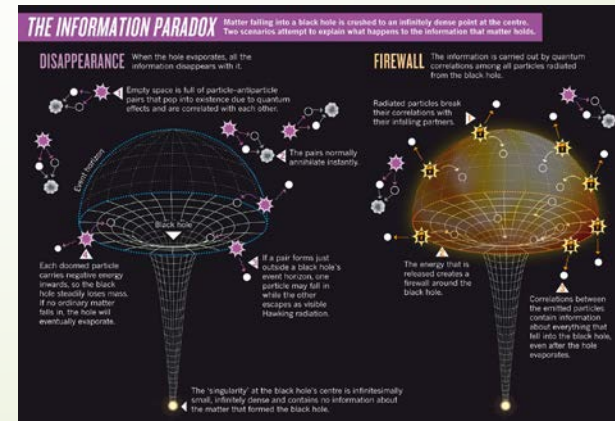 THE INFORMATION PARADOX
Matter falling into a black hole is crushed to an infinitely dense point at the centre.
Two scenarios attempt to explain what happens to the information that matter holds.
DISAPPEARANCE
When the hole evaporates, all the
information disappears with it.
Empty space is full of particle–antiparticle
pairs that pop into existence due to quantum
effects and are correlated with each other.
The pairs normally
annihilate instantly.
Event horizon
Black hole
Each doomed particle
carries negative energy
inwards, so the black
hole steadily loses mass.
If no ordinary matter
falls in, the hole will
eventually evaporate.
If a pair forms just
outside a black hole's
event horizon, one
particle may fall in
while the other
escapes as visible
Hawking radiation.
The 'singularity' at the black hole's centre is infinitesimally
small, infinitely dense and contains no information about
the matter that formed the black hole.
FIREWALL
The information is carried out by quantum
correlations among all particles radiated
from the black hole.
Radiated particles break
their correlations with
their infalling partners.
The energy that is
released creates a
firewall around the
black hole.
Correlations between
the emitted particles
contain information
about everything that
fell into the black hole,
even after the hole
evaporates.